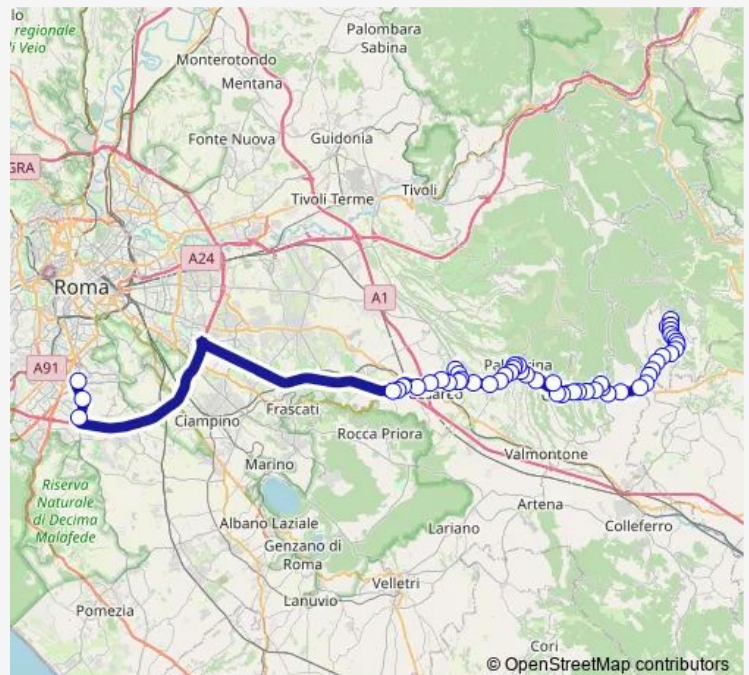 lo
regionale
di Veio
Palombara
Sabina
Monterotondo
Mentana
Fonte Nuova
Guidonia
GRA
Tivoli Terme
Tivoli
A24
Roma
A1
A91
Ciampino
Frascati
Rocca Priora
Valmontone
Marino
Riserva
Naturale
di Decima
Malafede
Artena
Colleferro
Albano Laziale
Lariano
Genzano di
Roma
Velletri
Lanuvio
Pomezia
Cori
© OpenStreetMap contributors